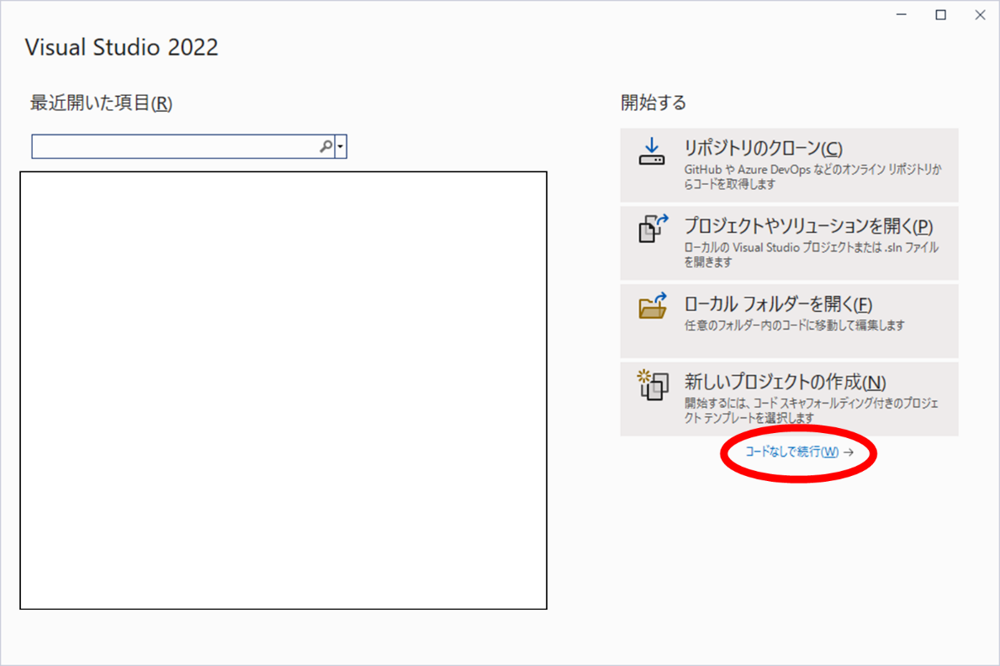 Visual Studio 2022
最近開いた項目(R)
開始する
リポジトリのクローン(C)
GitHub や Azure DevOps などのオンライン リポジトリか
らコードを取得します
プロジェクトやソリューションを開く(P)
ローカルの Visual Studio プロジェクトまたは .sln ファイル
を開きます
ローカル フォルダーを開く(F)
任意のフォルダー内のコードに移動して編集します
新しいプロジェクトの作成(N)
開始するには、コード スキャフォールディング付きのプロジェ
クト テンプレートを選択します
コードなしで続行(W) →